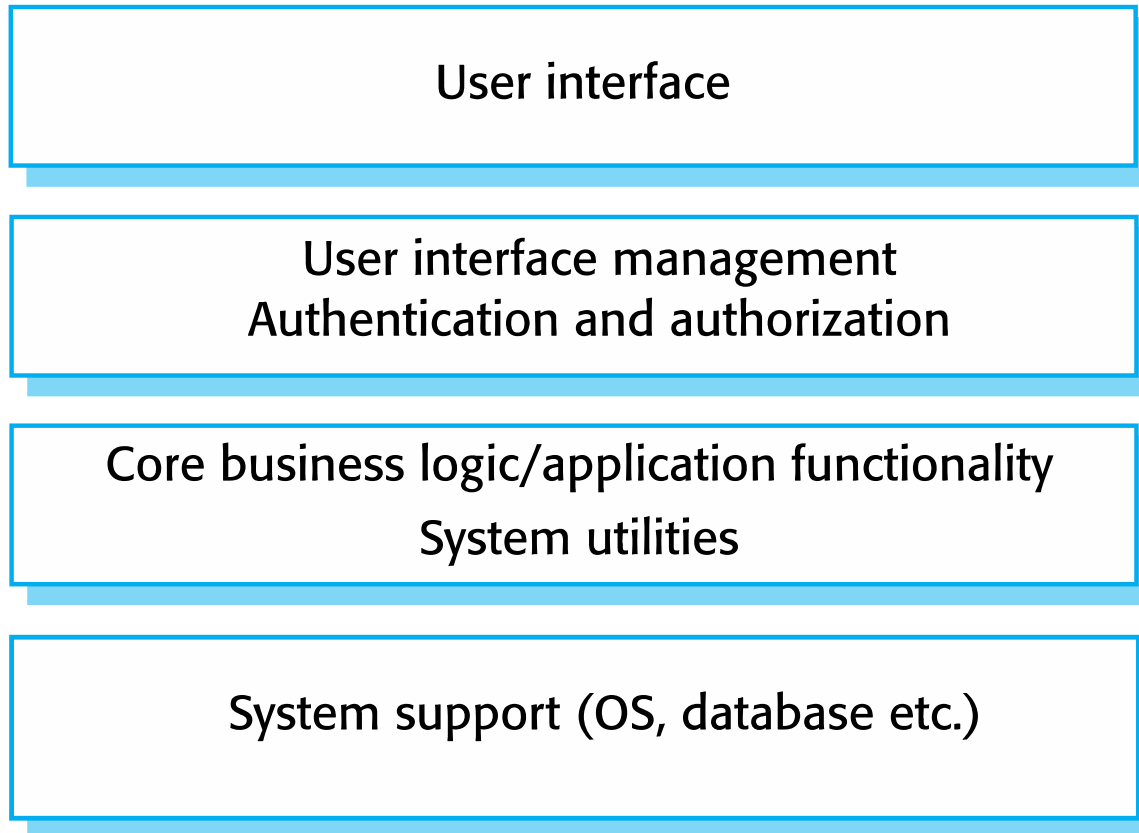 User interface
User interface management
Authentication and authorization
Core business logic/application functionality
System utilities
System support (OS, database etc.)